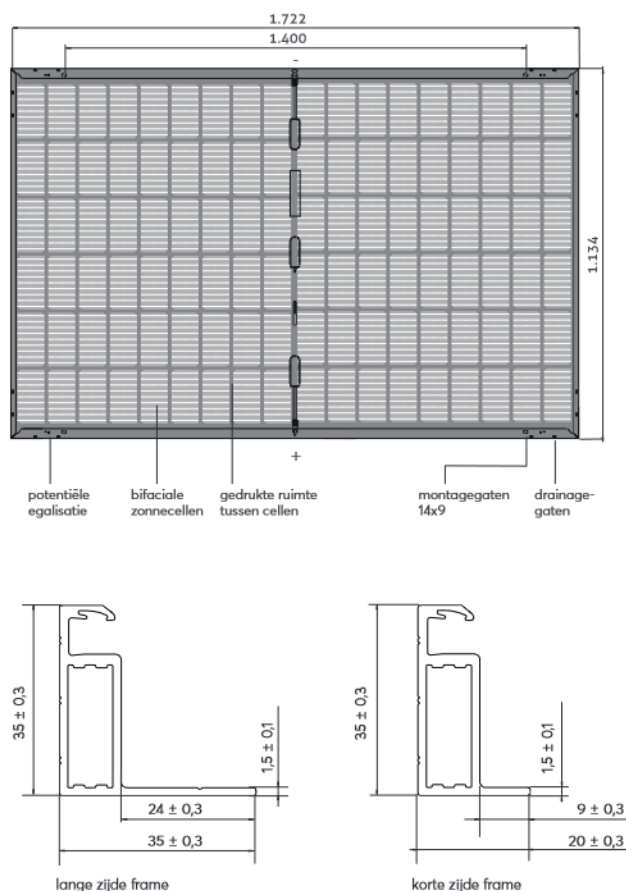 1.722
1.400
-
1.134
+
potentiële
egalisatie
bifaciale
zonnecellen
gedrukte ruimte
tussen cellen
montagegaten
14x9
drainage-
gaten
35 ± 0,3
1,5 ± 0,1
24 ± 0,3
35 ± 0,3
lange zijde frame
35 ± 0,3
1,5 ± 0,1
9 ± 0,3
20 ± 0,3
korte zijde frame